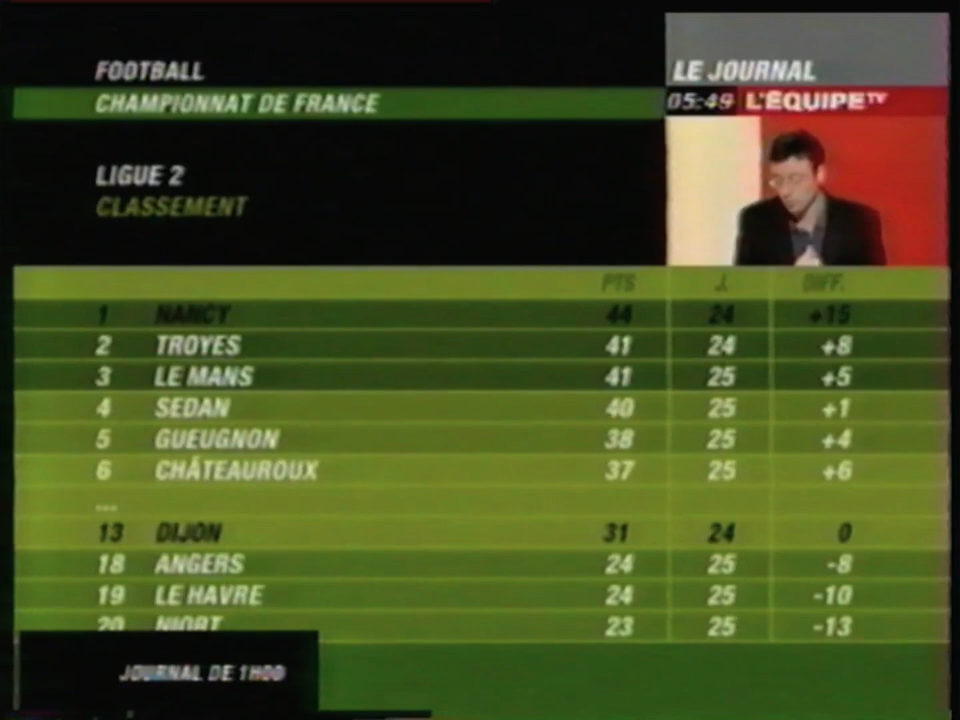 FOOTBALL
CHAMPIONNAT DE FRANCE
LE JOURNAL
05:49 L'ÉQUIPE TV
LIGUE 2
CLASSEMENT
PTS J. DIFF.
1 NANCY 44 24 +15
2 TROYES 41 24 +8
3 LE MANS 41 25 +5
4 SEDAN 40 25 +1
5 GUEUGNON 38 25 +4
6 CHÂTEAUROUX 37 25 +6
...
13 DIJON 31 24 0
18 ANGERS 24 25 -8
19 LE HAVRE 24 25 -10
20 NIORT 23 25 -13
JOURNAL DE 1H00